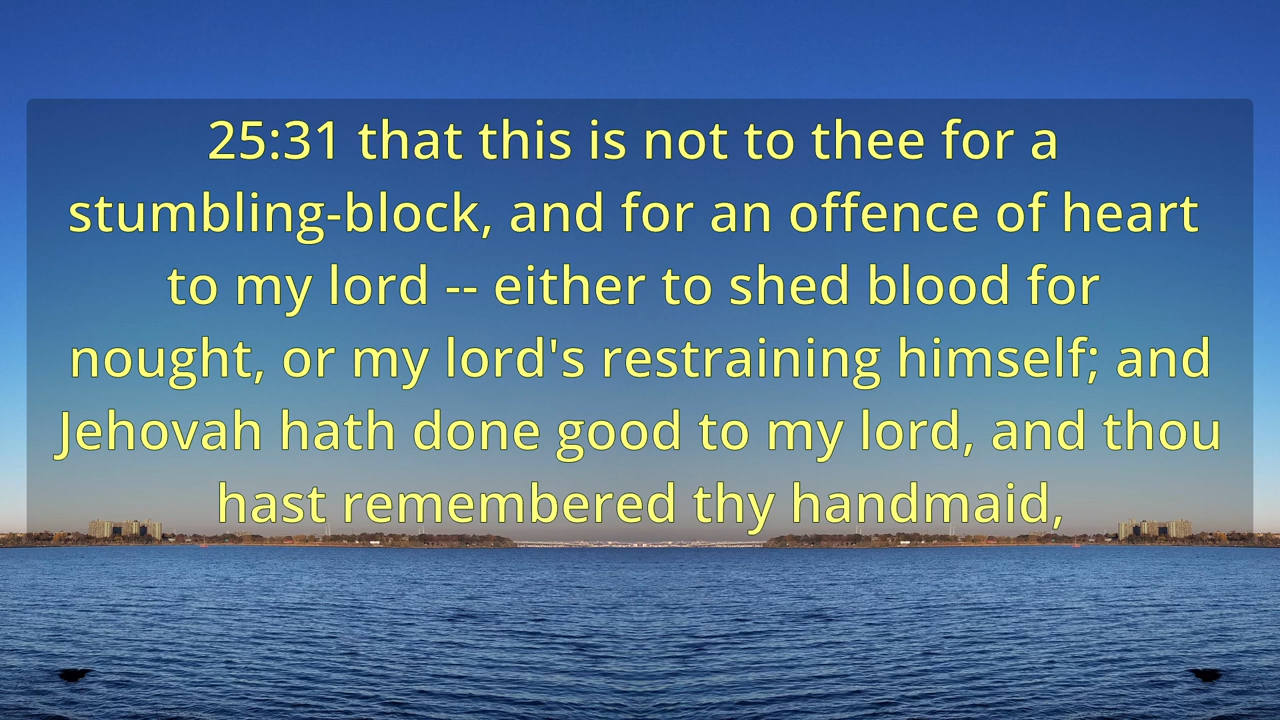 25:31 that this is not to thee for a
stumbling-block, and for an offence of heart
to my lord -- either to shed blood for
nought, or my lord's restraining himself; and
Jehovah hath done good to my lord, and thou
hast remembered thy handmaid,